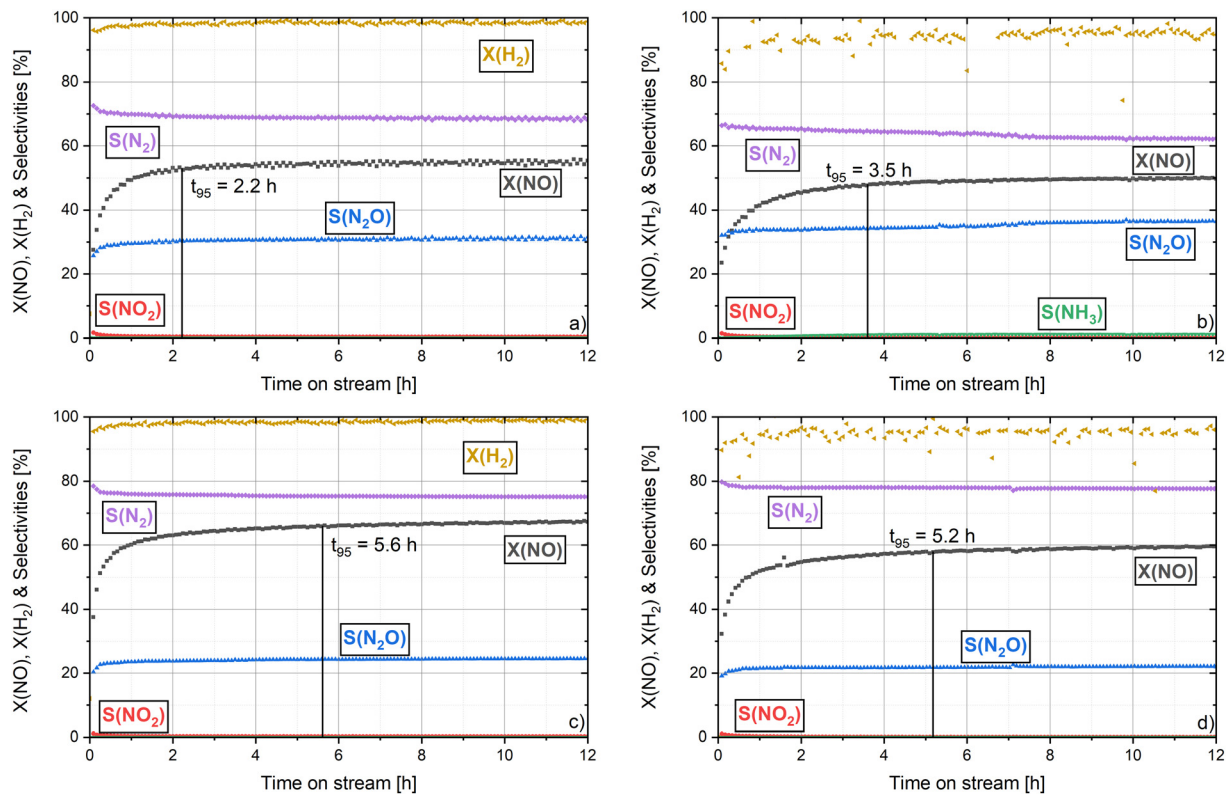 X(NO), X(H₂) & Selectivities [%]
100
80
60
40
20
0
X(H₂)
S(N₂)
X(NO)
t₉₅ = 2.2 h
S(N₂O)
S(NO₂)
a)
0 2 4 6 8 10 12
Time on stream [h]
X(NO), X(H₂) & Selectivities [%]
100
80
60
40
20
0
S(N₂)
X(NO)
t₉₅ = 3.5 h
S(N₂O)
S(NO₂)
S(NH₃)
b)
0 2 4 6 8 10 12
Time on stream [h]
X(NO), X(H₂) & Selectivities [%]
100
80
60
40
20
0
X(H₂)
S(N₂)
X(NO)
t₉₅ = 5.6 h
S(N₂O)
S(NO₂)
c)
0 2 4 6 8 10 12
Time on stream [h]
X(NO), X(H₂) & Selectivities [%]
100
80
60
40
20
0
S(N₂)
X(NO)
t₉₅ = 5.2 h
S(N₂O)
S(NO₂)
d)
0 2 4 6 8 10 12
Time on stream [h]